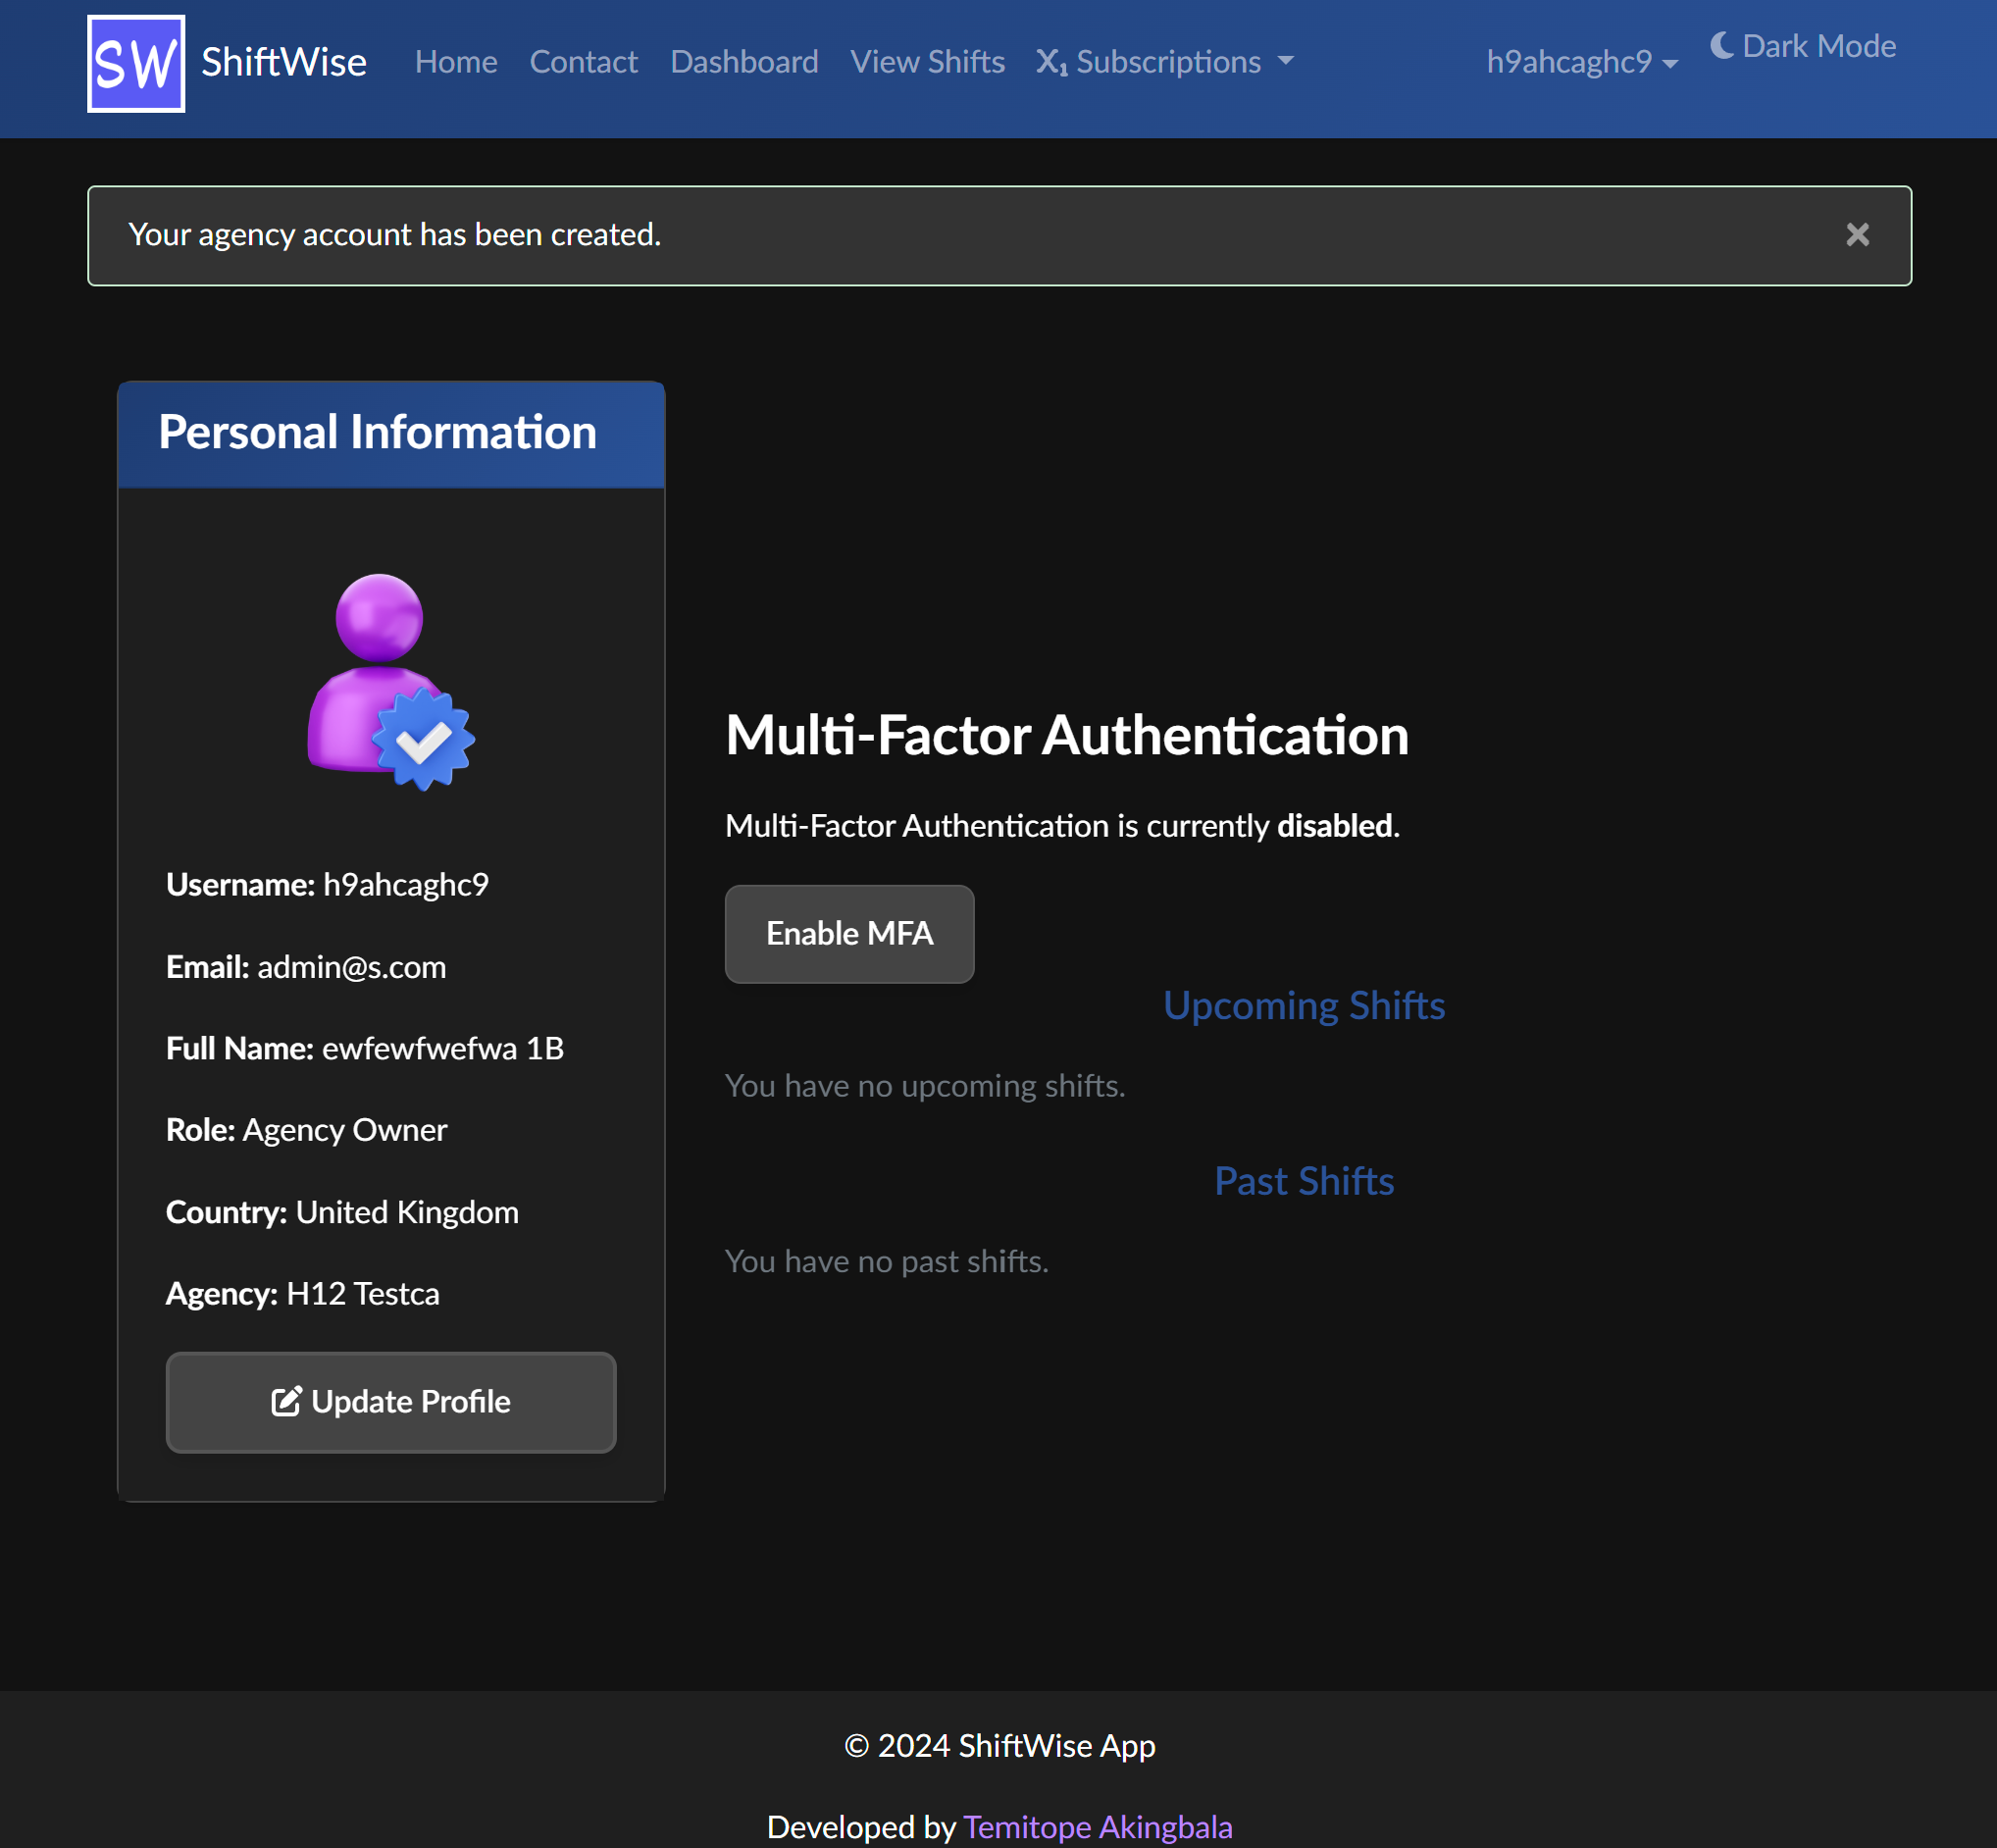 SW ShiftWise Home Contact Dashboard View Shifts X₁ Subscriptions h9ahcaghc9 Dark Mode
Your agency account has been created.
Personal Information
Username: h9ahcaghc9
Email: admin@s.com
Full Name: ewfewfwefwa 1B
Role: Agency Owner
Country: United Kingdom
Agency: H12 Testca
Update Profile
Multi-Factor Authentication
Multi-Factor Authentication is currently disabled.
Enable MFA
Upcoming Shifts
You have no upcoming shifts.
Past Shifts
You have no past shifts.
© 2024 ShiftWise App
Developed by Temitope Akingbala